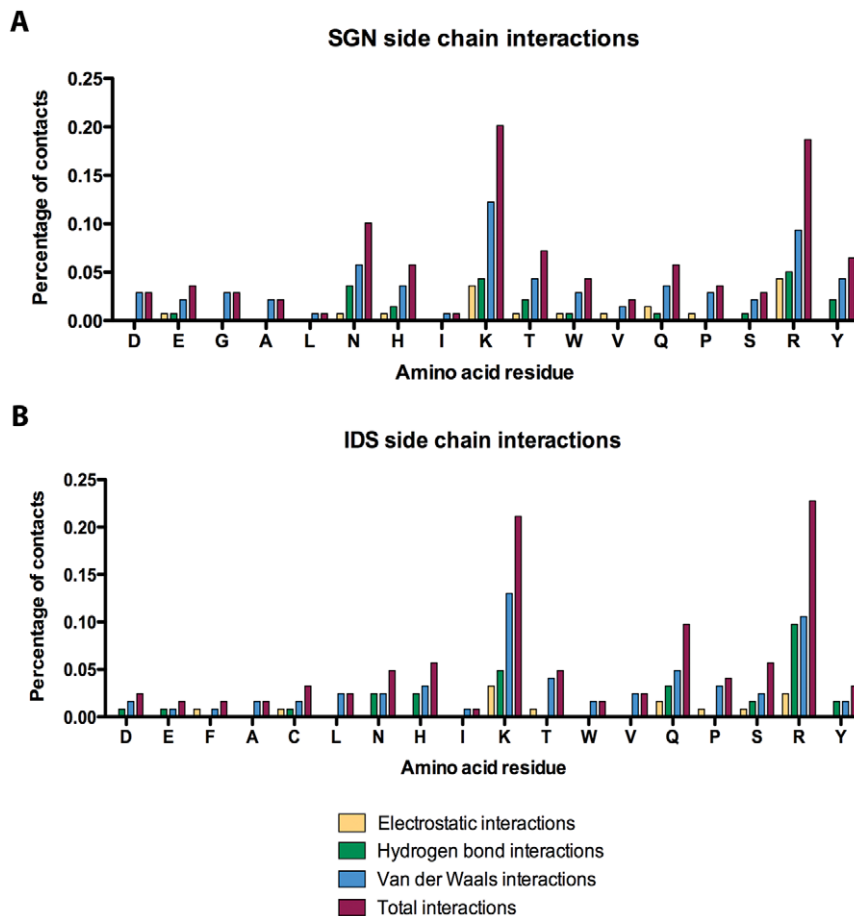 A
SGN side chain interactions
Percentage of contacts
0.25
0.20
0.15
0.10
0.05
0.00
D E G A L N H I K T W V Q P S R Y
Amino acid residue
B
IDS side chain interactions
Percentage of contacts
0.25
0.20
0.15
0.10
0.05
0.00
D E F A C L N H I K T W V Q P S R Y
Amino acid residue
Electrostatic interactions
Hydrogen bond interactions
Van der Waals interactions
Total interactions